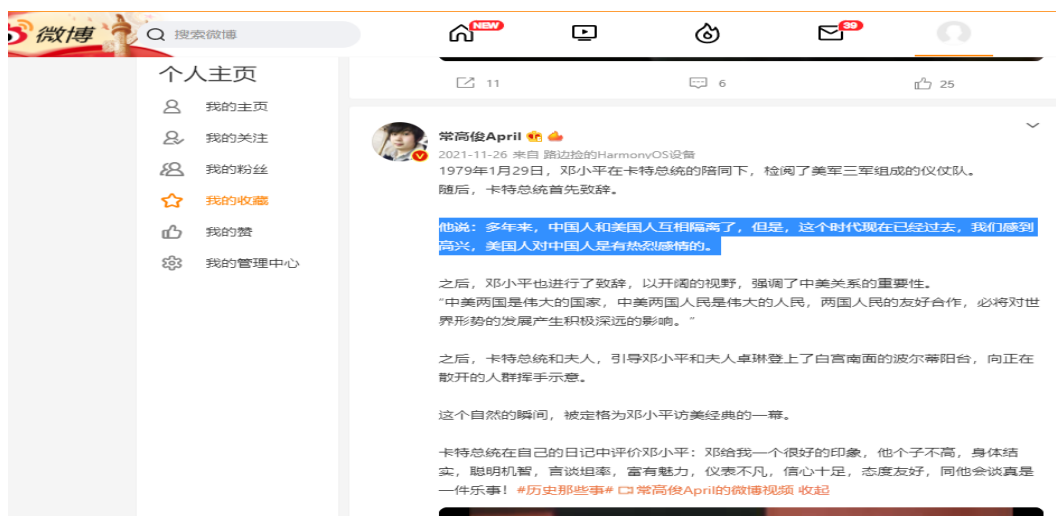 微博
搜索微博
NEW
39
个人主页
我的主页
我的关注
我的粉丝
我的收藏
我的赞
我的管理中心
11
6
25
常高俊April
2021-11-26 来自 路边捡的HarmonyOS设备
1979年1月29日，邓小平在卡特总统的陪同下，检阅了美军三军组成的仪仗队。
随后，卡特总统首先致辞。
他说：多年来，中国人和美国人互相隔离了，但是，这个时代现在已经过去，我们感到
高兴，美国人对中国人是有热烈感情的。
之后，邓小平也进行了致辞，以开阔的视野，强调了中美关系的重要性。
“中美两国是伟大的国家，中美两国人民是伟大的人民，两国人民的友好合作，必将对世
界形势的发展产生积极深远的影响。”
之后，卡特总统和夫人，引导邓小平和夫人卓琳登上了白宫南面的波尔蒂阳台，向正在
散开的人群挥手示意。
这个自然的瞬间，被定格为邓小平访美经典的一幕。
卡特总统在自己的日记中评价邓小平：邓给我一个很好的印象，他个子不高，身体结
实，聪明机智，言谈坦率，富有魅力，仪表不凡，信心十足，态度友好，同他会谈真是
一件乐事！#历史那些事# 常高俊April的微博视频 收起